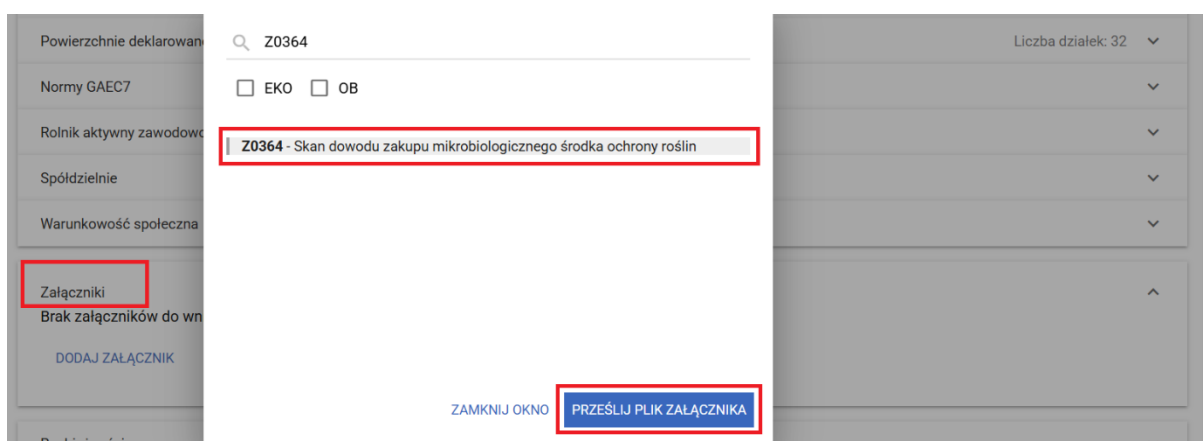 Powierzchnie deklarowan
Z0364
Liczba działek: 32
Normy GAEC7
EKO OB
Rolnik aktywny zawodowo
Z0364 - Skan dowodu zakupu mikrobiologicznego środka ochrony roślin
Spółdzielnie
Warunkowość społeczna
Załączniki
Brak załączników do wn
DODAJ ZAŁĄCZNIK
ZAMKNIJ OKNO PRZEŚLIJ PLIK ZAŁĄCZNIKA